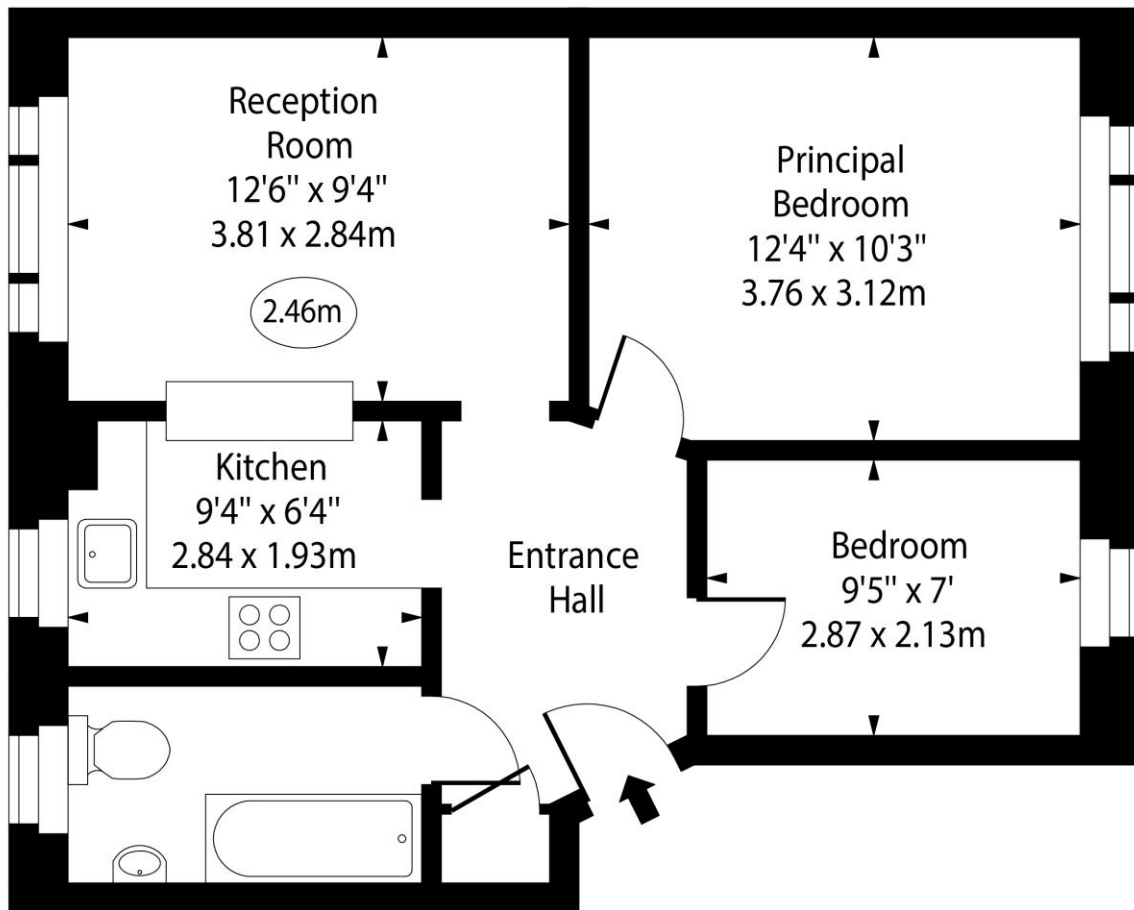 Reception
Room
12'6" x 9'4"
3.81 x 2.84m
2.46m
Principal
Bedroom
12'4" x 10'3"
3.76 x 3.12m
Kitchen
9'4" x 6'4"
2.84 x 1.93m
Entrance
Hall
Bedroom
9'5" x 7'
2.87 x 2.13m